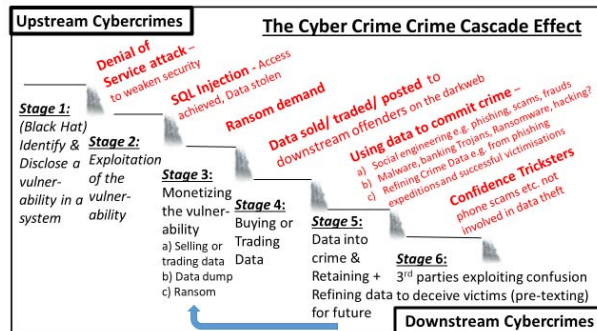 Upstream Cybercrimes
The Cyber Crime Crime Cascade Effect
Denial of
Service attack –
to weaken security
SQL Injection - Access
achieved, Data stolen
Ransom demand
Data sold/ traded/ posted to
downstream offenders on the darkweb
Using data to commit crime –
a) Social engineering e.g. phishing, scams, frauds
b) Malware, banking Trojans, Ransomware, hacking?
c) Refining Crime Data e.g. from phishing
expeditions and successful victimisations
Confidence Tricksters
phone scams etc. not
involved in data theft
Stage 1:
(Black Hat)
Identify &
Disclose a
vulner-
ability in a
system
Stage 2:
Exploitation
of the
vulner-
ability
Stage 3:
Monetizing
the vulner-
ability
a) Selling or
trading data
b) Data dump
c) Ransom
Stage 4:
Buying or
Trading
Data
Stage 5:
Data into
crime &
Retaining +
Refining data
for future
Stage 6:
3rd parties exploiting confusion
to deceive victims (pre-texting)
Downstream Cybercrimes